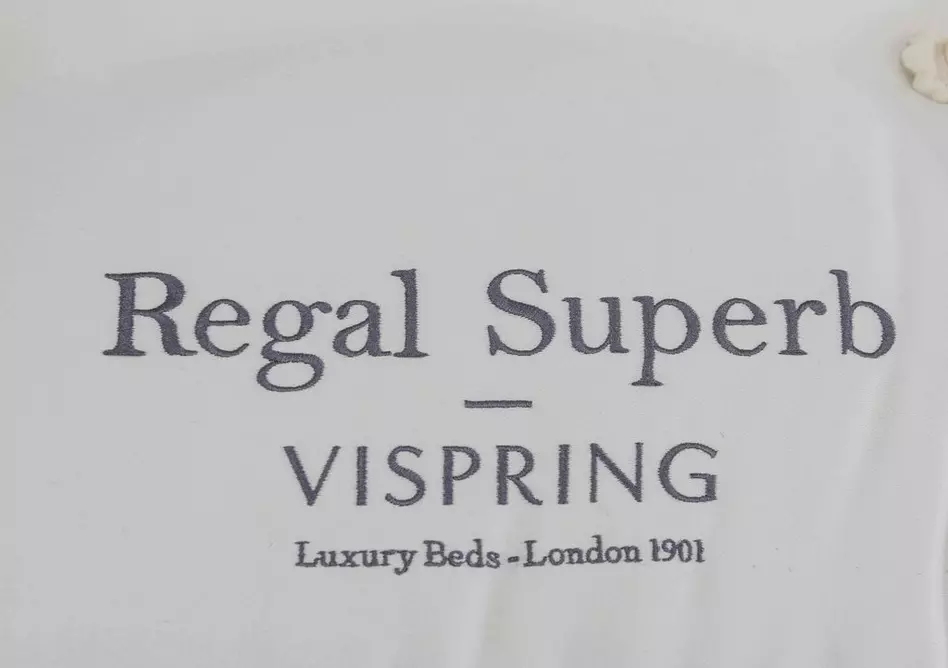 Regal Superb
VISPRING
Luxury Beds - London 1901